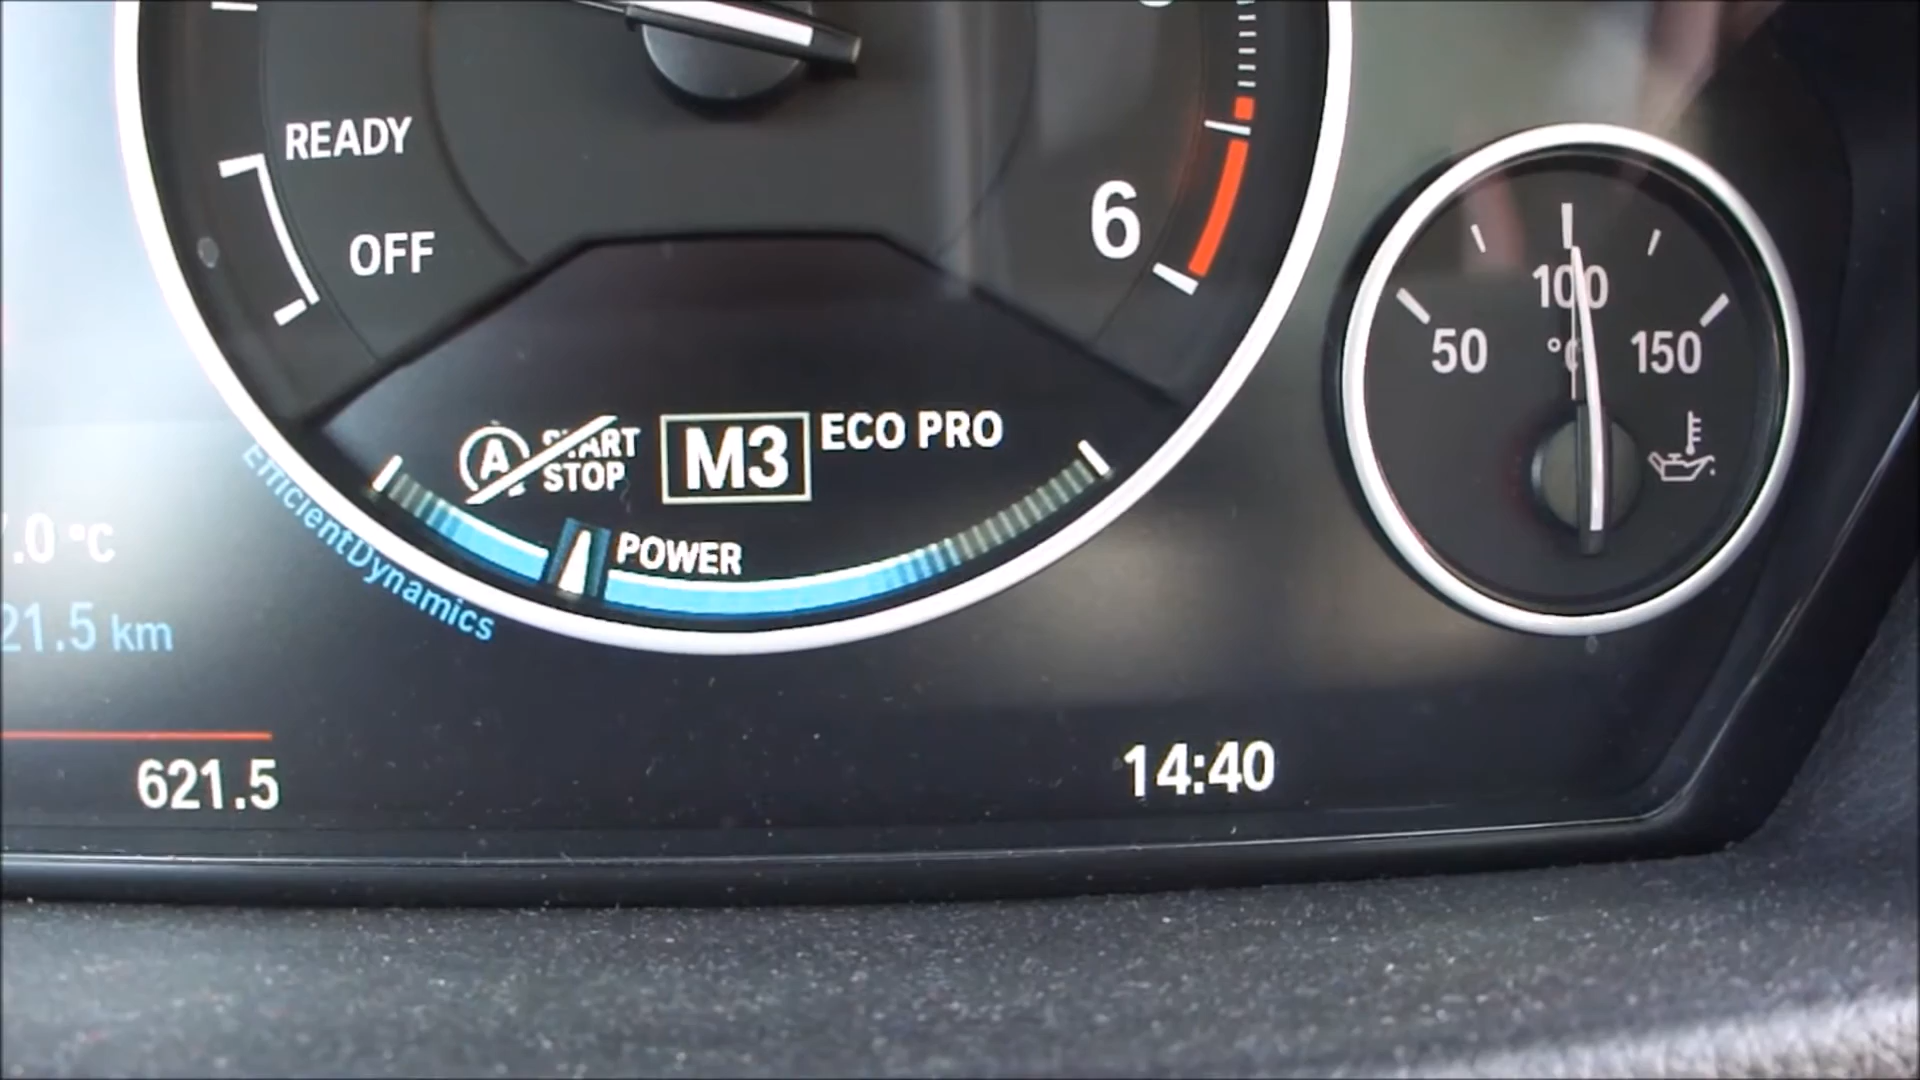 READY
OFF
6
A
START
STOP
M3
ECO PRO
POWER
EfficientDynamics
50
100
150
°C
.0 °C
21.5 km
621.5
14:40